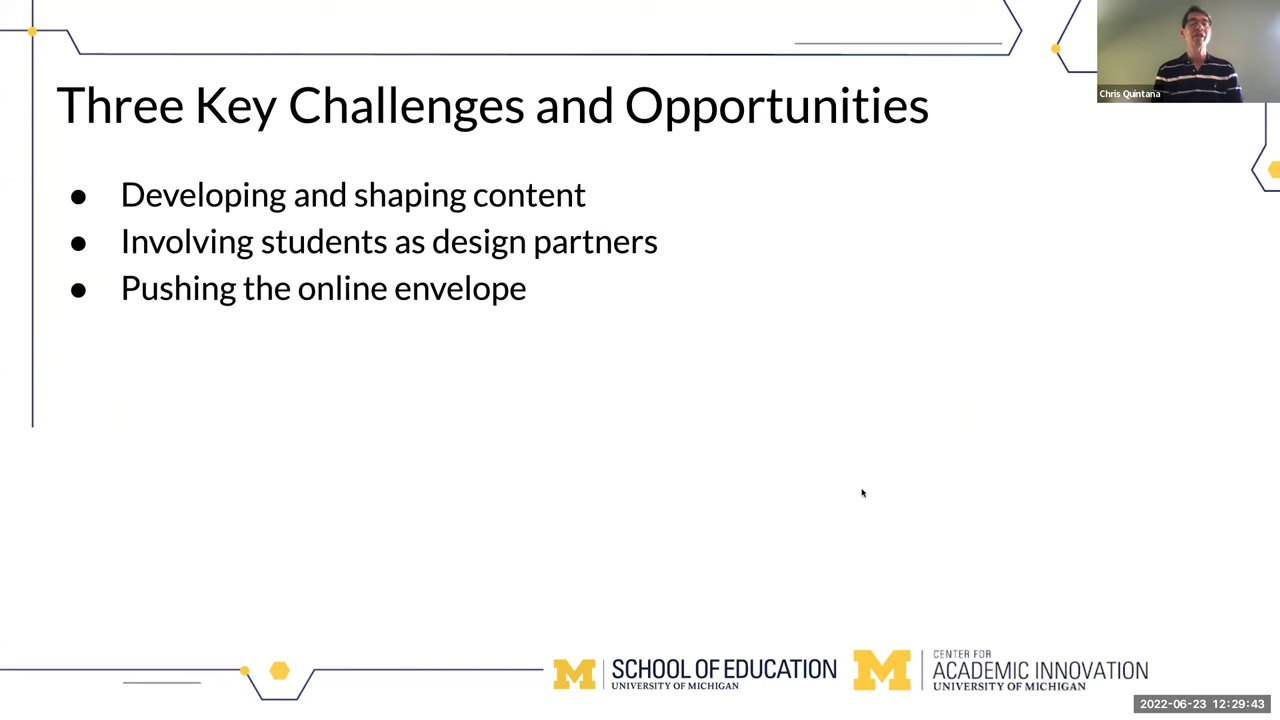 Chris Quintana
Three Key Challenges and Opportunities
● Developing and shaping content
● Involving students as design partners
● Pushing the online envelope
M SCHOOL OF EDUCATION
UNIVERSITY OF MICHIGAN
M CENTER FOR
ACADEMIC INNOVATION
UNIVERSITY OF MICHIGAN
2022-06-23 12:29:43